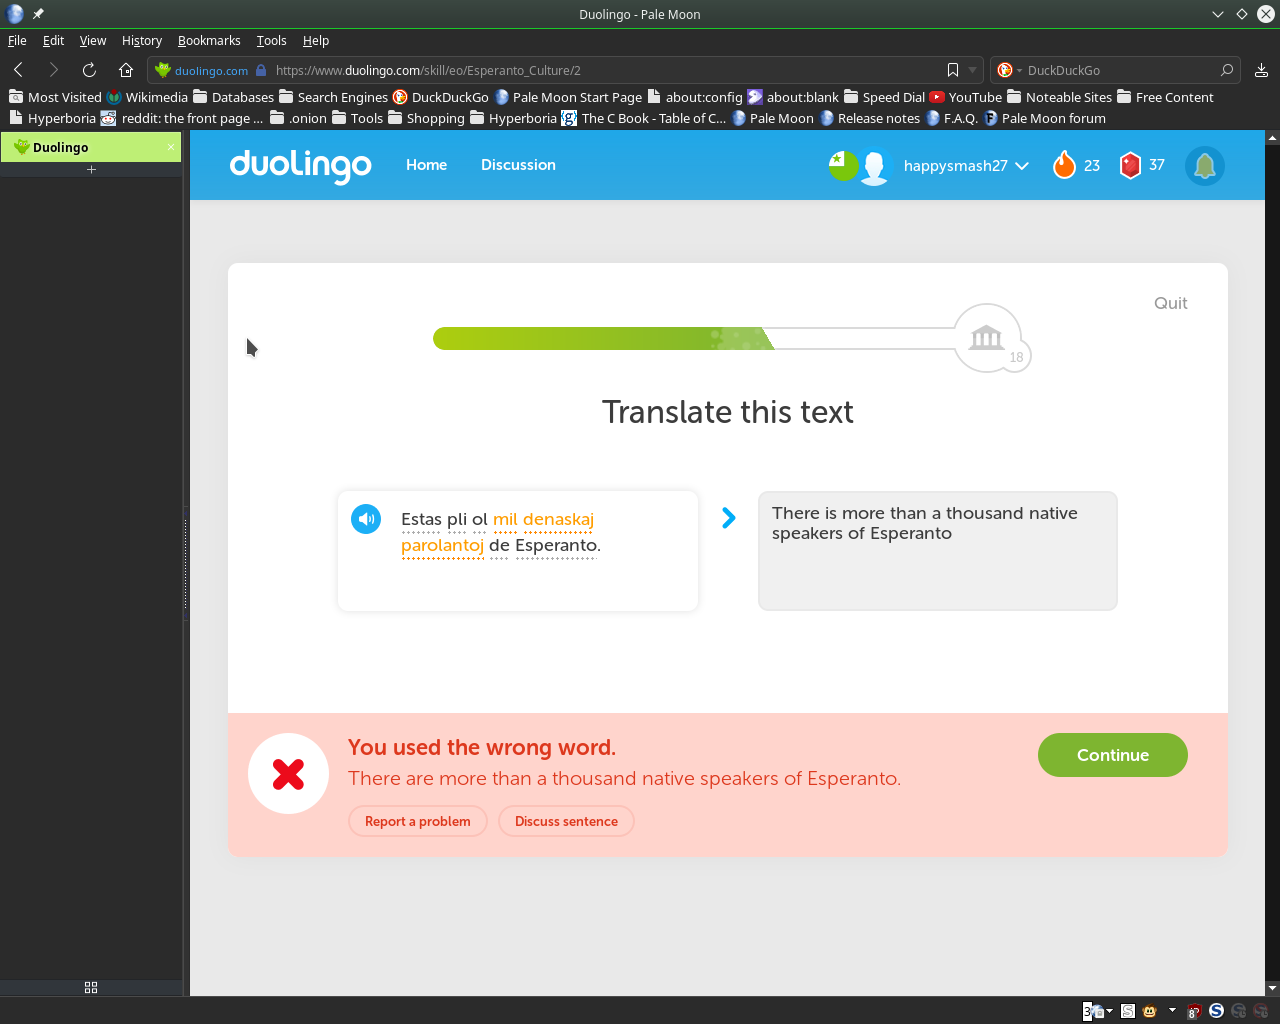 Duolingo - Pale Moon
File Edit View History Bookmarks Tools Help
duolingo.com https://www.duolingo.com/skill/eo/Esperanto_Culture/2 DuckDuckGo
Most Visited Wikimedia Databases Search Engines DuckDuckGo Pale Moon Start Page about:config about:blank Speed Dial YouTube Noteable Sites Free Content
Hyperboria reddit: the front page ... .onion Tools Shopping Hyperboria {g} The C Book - Table of C... Pale Moon Release notes F.A.Q. Pale Moon forum
Duolingo
duolingo Home Discussion happysmash27 23 37
Quit
18
Translate this text
Estas pli ol mil denaskaj
parolantoj de Esperanto.
There is more than a thousand native
speakers of Esperanto
You used the wrong word.
There are more than a thousand native speakers of Esperanto.
Continue
Report a problem Discuss sentence
3 S 8 S S S